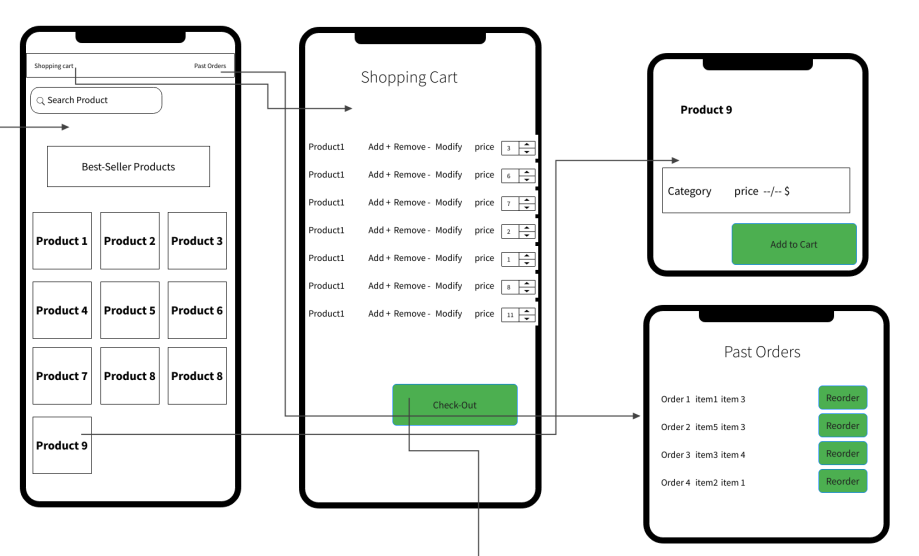 Shopping cart Past Orders
Search Product
Best-Seller Products
Product 1 Product 2 Product 3
Product 4 Product 5 Product 6
Product 7 Product 8 Product 8
Product 9
Shopping Cart
Product1 Add + Remove - Modify price 3
Product1 Add + Remove - Modify price 6
Product1 Add + Remove - Modify price 7
Product1 Add + Remove - Modify price 2
Product1 Add + Remove - Modify price 1
Product1 Add + Remove - Modify price 8
Product1 Add + Remove - Modify price 11
Check-Out
Product 9
Category price --/-- $
Add to Cart
Past Orders
Order 1 item1 item 3 Reorder
Order 2 item5 item 3 Reorder
Order 3 item3 item 4 Reorder
Order 4 item2 item 1 Reorder